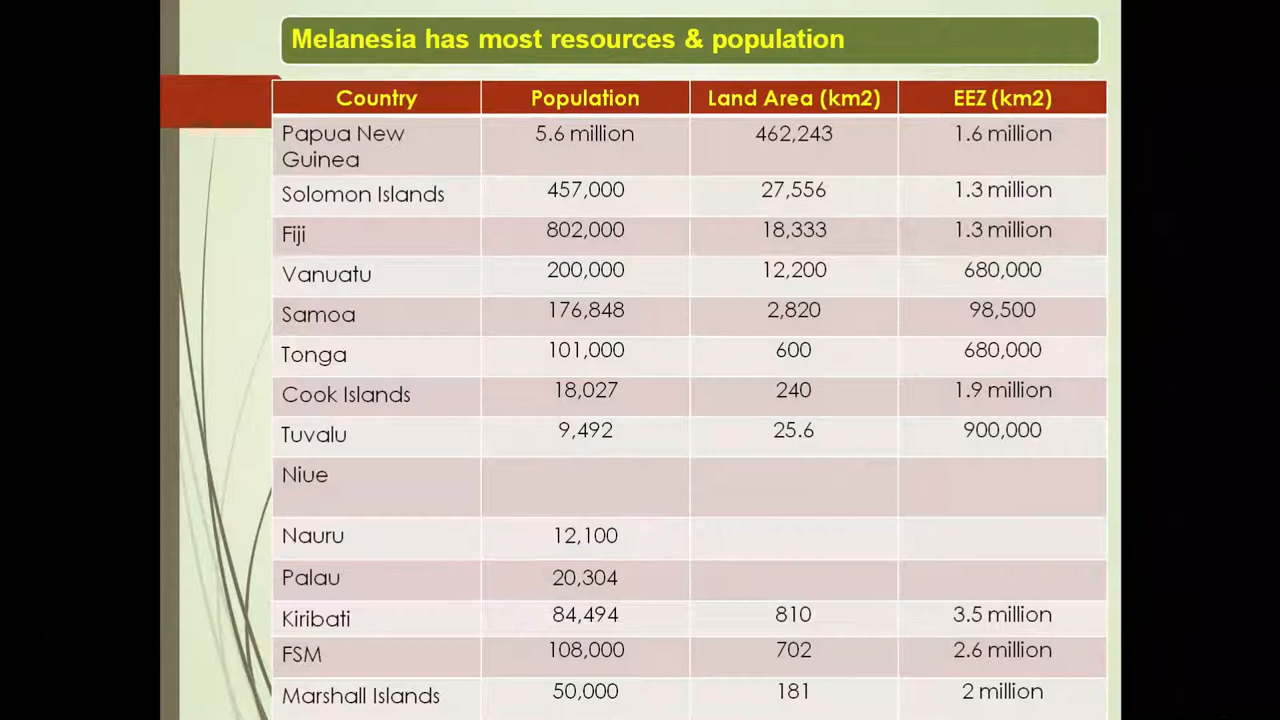 Melanesia has most resources & population
Country Population Land Area (km2) EEZ (km2)
Papua New Guinea 5.6 million 462,243 1.6 million
Solomon Islands 457,000 27,556 1.3 million
Fiji 802,000 18,333 1.3 million
Vanuatu 200,000 12,200 680,000
Samoa 176,848 2,820 98,500
Tonga 101,000 600 680,000
Cook Islands 18,027 240 1.9 million
Tuvalu 9,492 25.6 900,000
Niue
Nauru 12,100
Palau 20,304
Kiribati 84,494 810 3.5 million
FSM 108,000 702 2.6 million
Marshall Islands 50,000 181 2 million